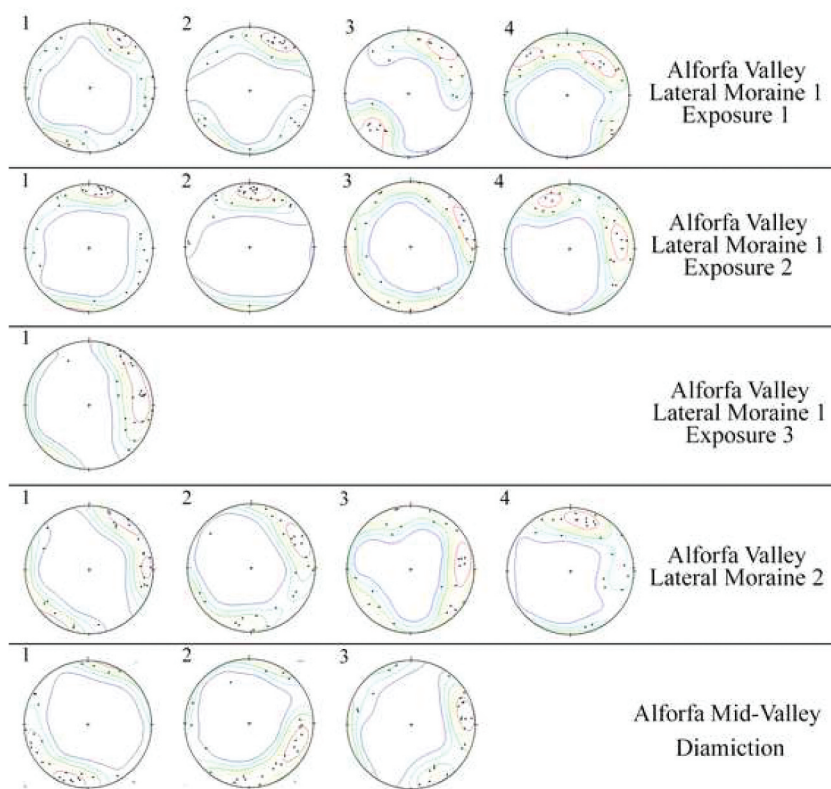 1 2 3 4
Alforfa Valley
Lateral Moraine 1
Exposure 1
1 2 3 4
Alforfa Valley
Lateral Moraine 1
Exposure 2
1
Alforfa Valley
Lateral Moraine 1
Exposure 3
1 2 3 4
Alforfa Valley
Lateral Moraine 2
1 2 3
Alforfa Mid-Valley
Diamiction